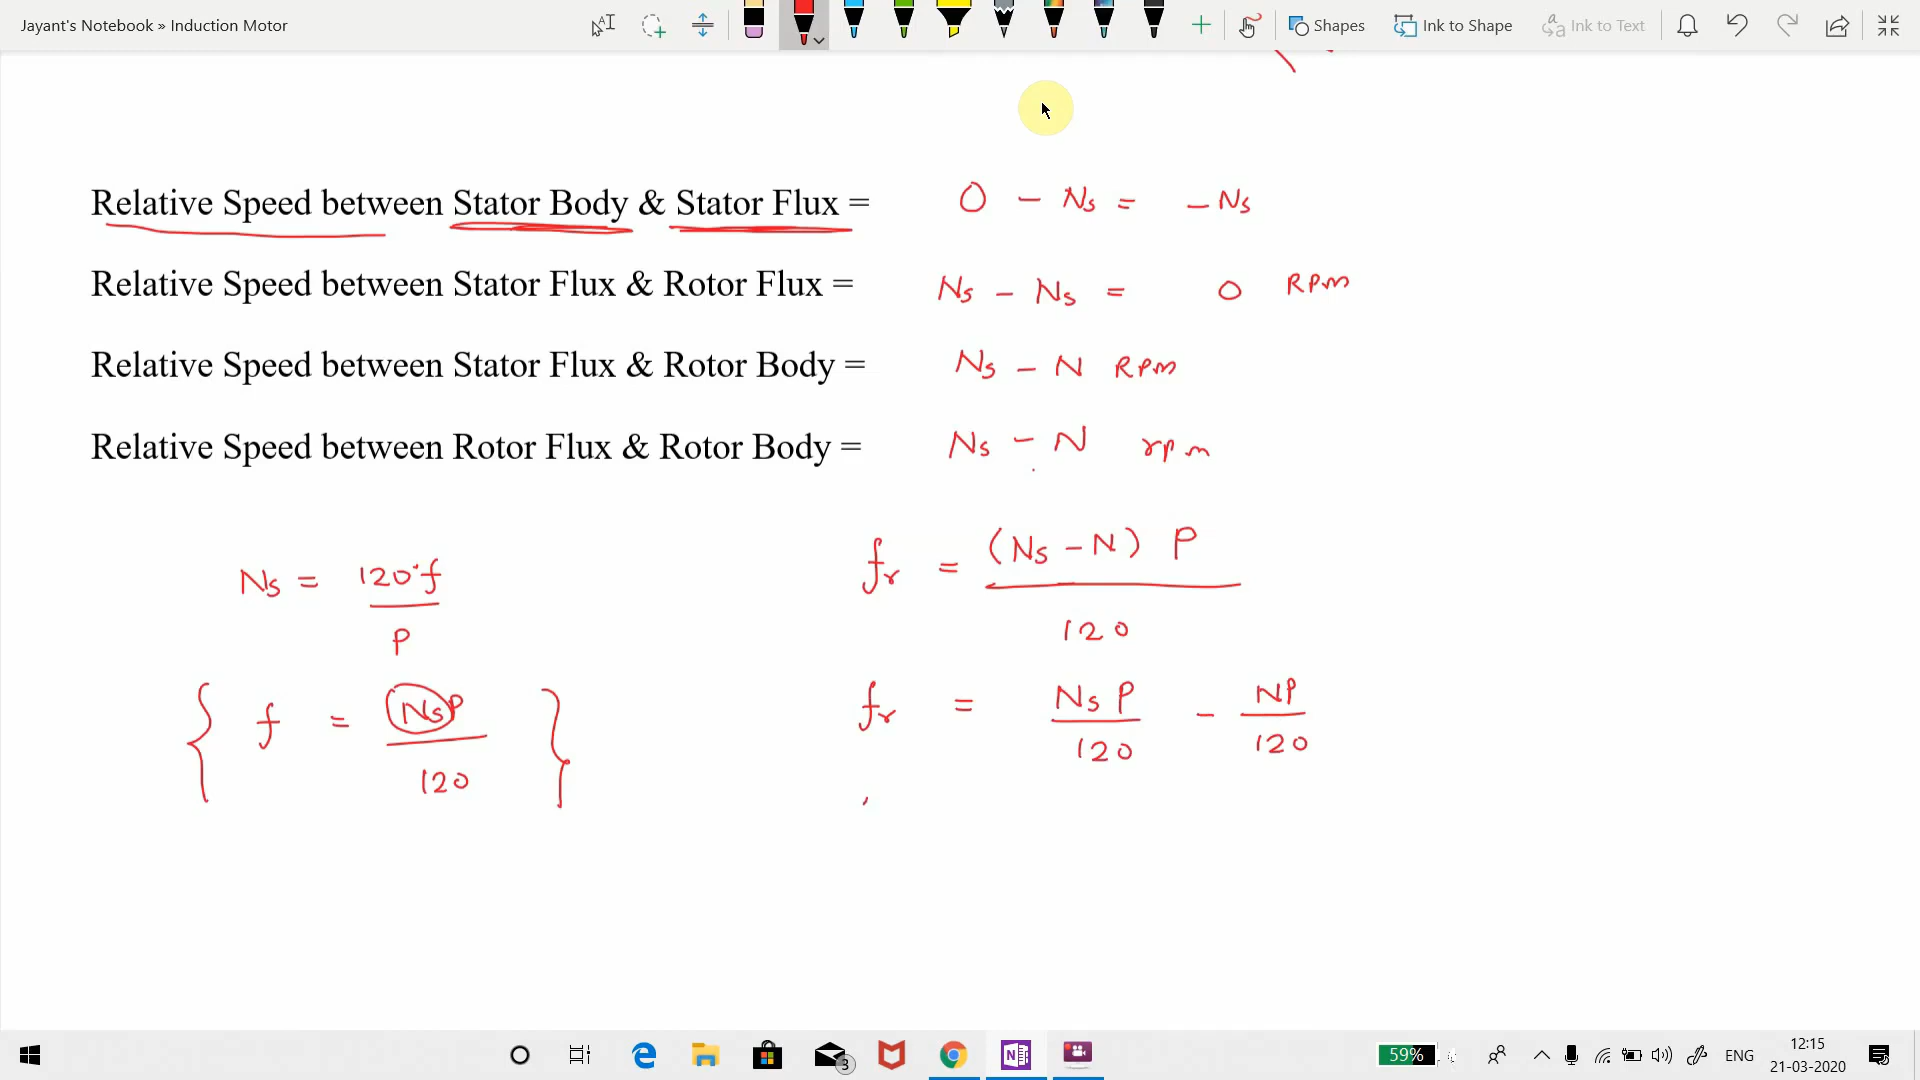 Jayant's Notebook » Induction Motor
Shapes
Ink to Shape
Ink to Text
Relative Speed between Stator Body & Stator Flux = 0 - Ns = - Ns
Relative Speed between Stator Flux & Rotor Flux = Ns - Ns = 0 RPm
Relative Speed between Stator Flux & Rotor Body = Ns - N RPm
Relative Speed between Rotor Flux & Rotor Body = Ns - N rpm
Ns = 120·f
P
{ f = NsP }
120
fr = (Ns - N) P
120
fr = Ns P - NP
120 120
3
59%
ENG
12:15
21-03-2020